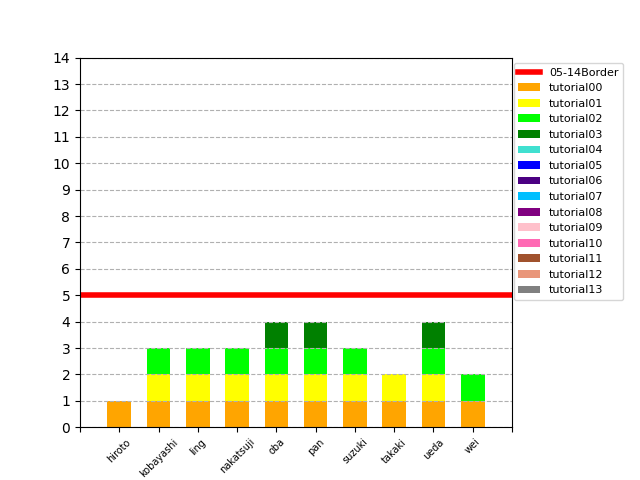 14
13
12
11
10
9
8
7
6
5
4
3
2
1
0
hiroto
kobayashi
ling
nakatsuji
oba
pan
suzuki
takaki
ueda
wei
05-14Border
tutorial00
tutorial01
tutorial02
tutorial03
tutorial04
tutorial05
tutorial06
tutorial07
tutorial08
tutorial09
tutorial10
tutorial11
tutorial12
tutorial13